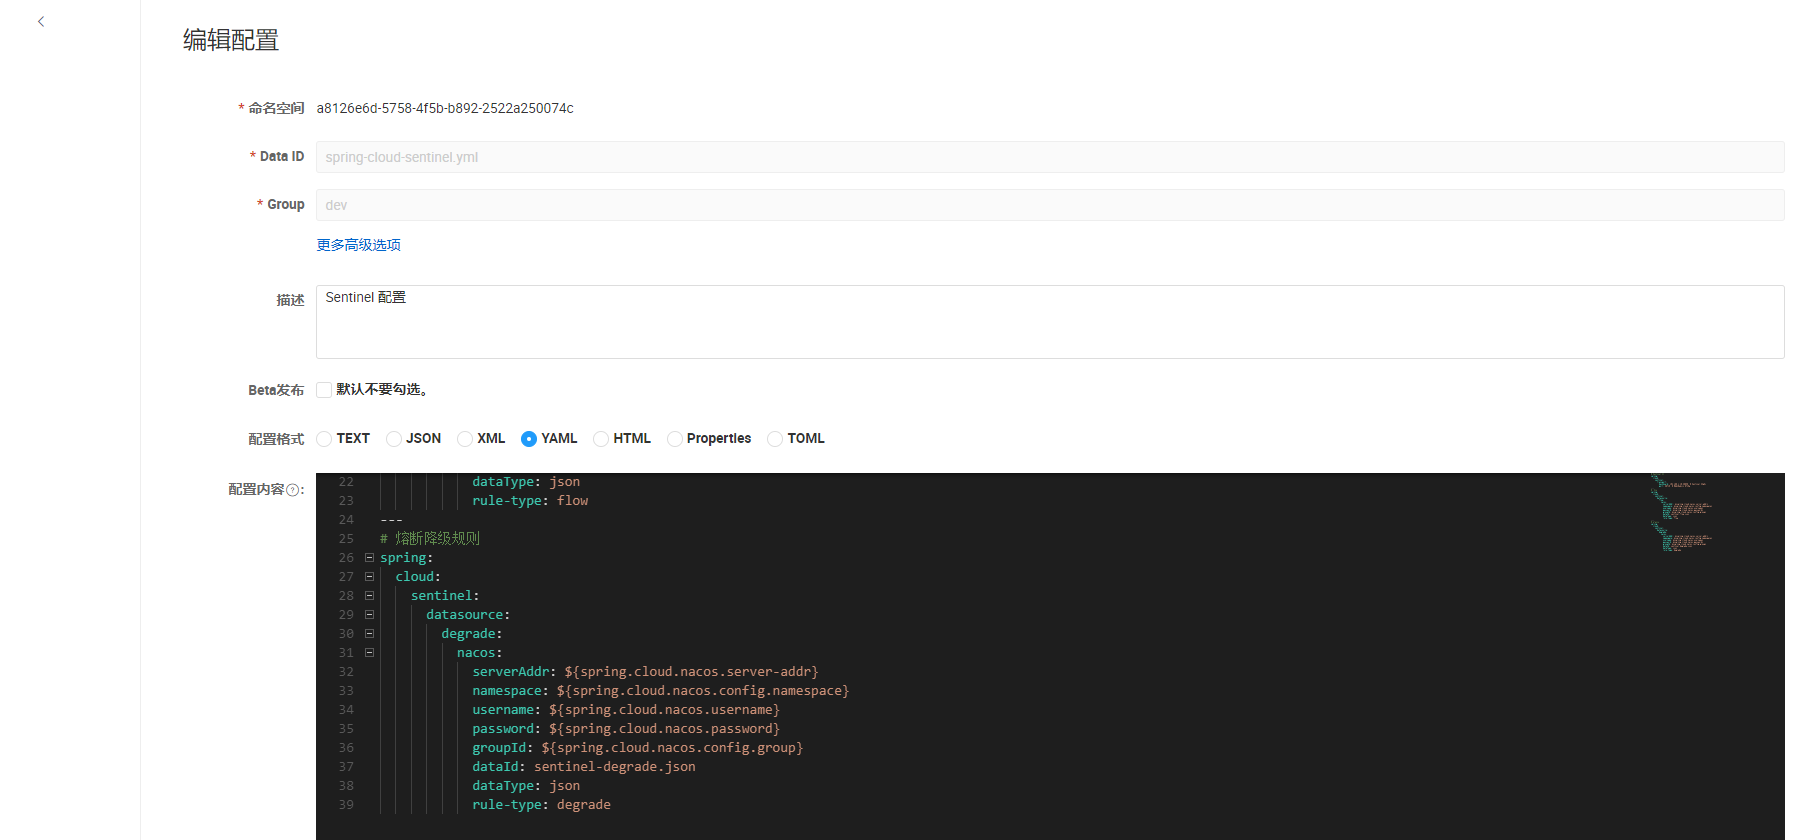 编辑配置
* 命名空间 a8126e6d-5758-4f5b-b892-2522a250074c
* Data ID spring-cloud-sentinel.yml
* Group dev
更多高级选项
描述 Sentinel 配置
Beta发布 默认不要勾选。
配置格式 TEXT JSON XML YAML HTML Properties TOML
配置内容?:
22 dataType: json
23 rule-type: flow
24 ---
25 # 熔断降级规则
26 spring:
27 cloud:
28 sentinel:
29 datasource:
30 degrade:
31 nacos:
32 serverAddr: ${spring.cloud.nacos.server-addr}
33 namespace: ${spring.cloud.nacos.config.namespace}
34 username: ${spring.cloud.nacos.username}
35 password: ${spring.cloud.nacos.password}
36 groupId: ${spring.cloud.nacos.config.group}
37 dataId: sentinel-degrade.json
38 dataType: json
39 rule-type: degrade